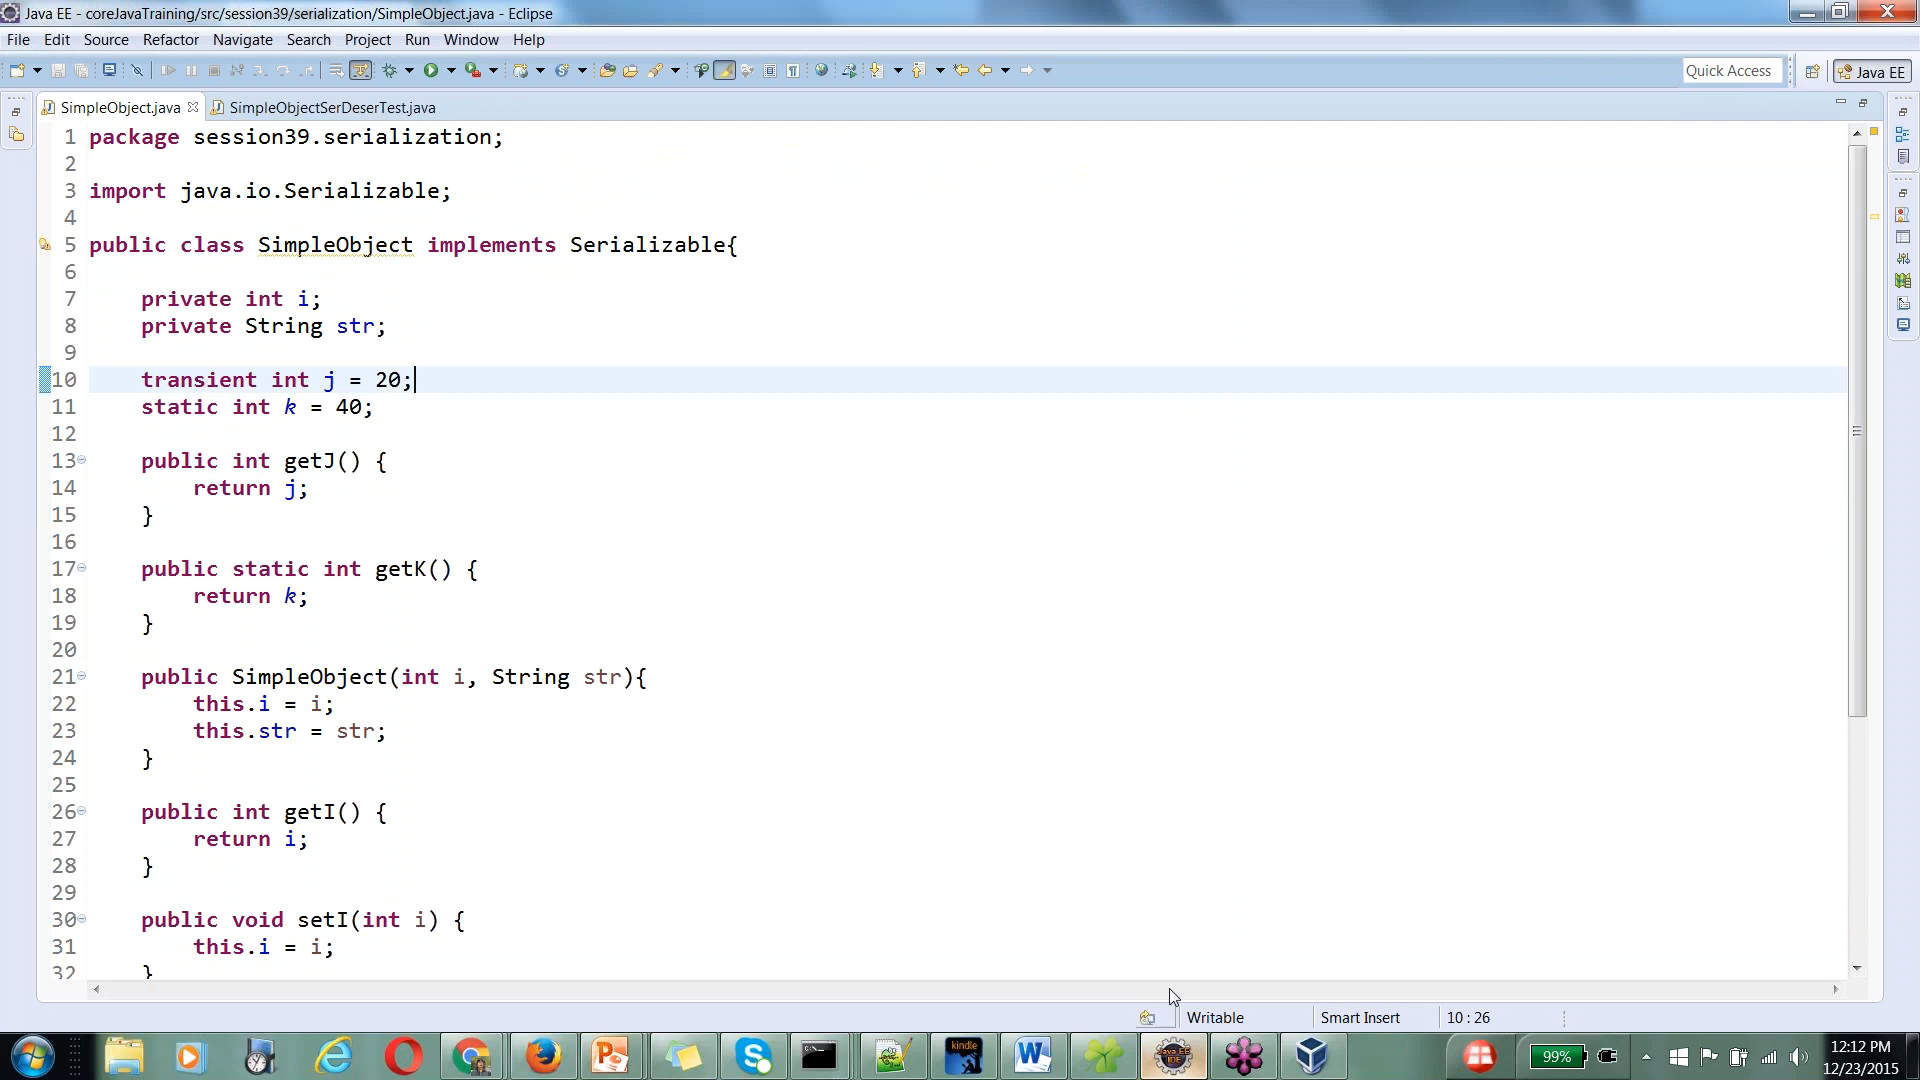 Java EE - coreJavaTraining/src/session39/serialization/SimpleObject.java - Eclipse
File Edit Source Refactor Navigate Search Project Run Window Help
Quick Access
Java EE
SimpleObject.java
SimpleObjectSerDeserTest.java
1 package session39.serialization;
2
3 import java.io.Serializable;
4
5 public class SimpleObject implements Serializable{
6
7 private int i;
8 private String str;
9
10 transient int j = 20;
11 static int k = 40;
12
13 public int getJ() {
14 return j;
15 }
16
17 public static int getK() {
18 return k;
19 }
20
21 public SimpleObject(int i, String str){
22 this.i = i;
23 this.str = str;
24 }
25
26 public int getI() {
27 return i;
28 }
29
30 public void setI(int i) {
31 this.i = i;
32 }
Writable
Smart Insert
10 : 26
kindle
Java EE
IDE
99%
12:12 PM
12/23/2015